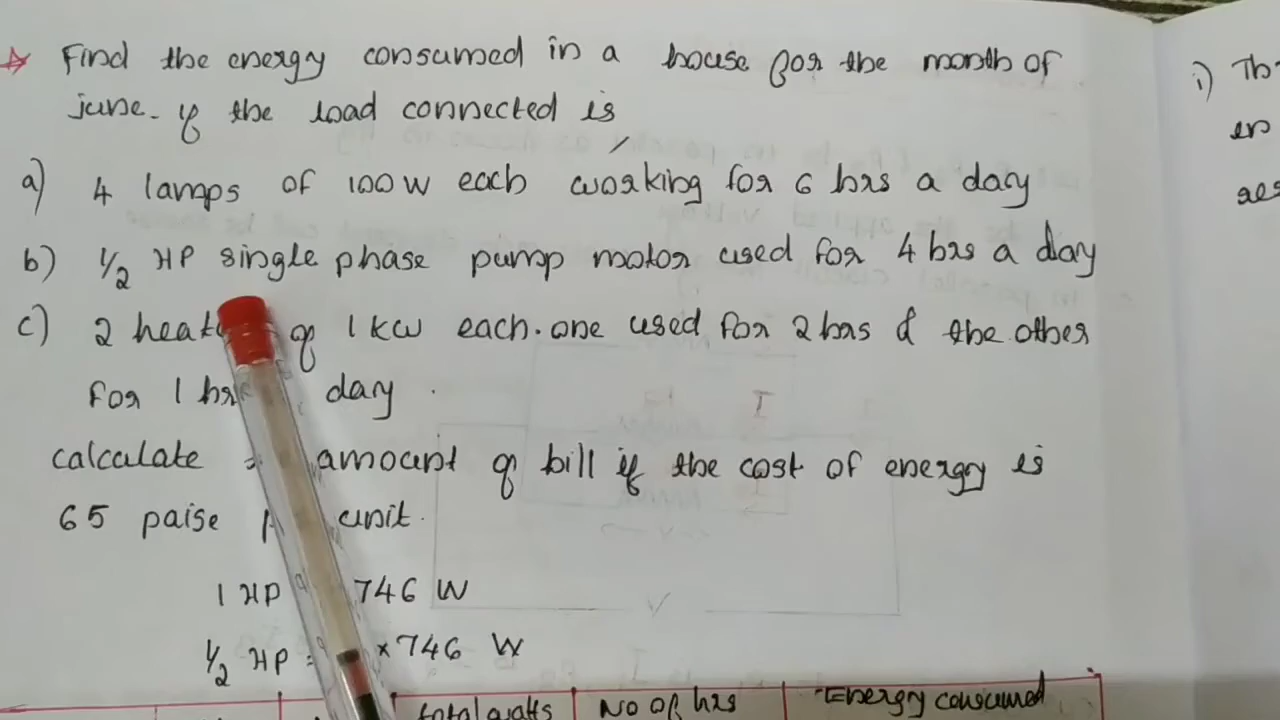 Find the energy consumed in a house for the month of
june. if the load connected is
a) 4 lamps of 100W each working for 6 hrs a day
b) 1/2 HP single phase pump motor used for 4 hrs a day
c) 2 of 1 kW each. one used for 2 hrs & the other
for 1 day.
calculate amount of bill if the cost of energy is
65 paise unit.
1 HP 746 W
1/2 HP = × 746 W
total watts No of hrs Energy consumed
i) Th
en